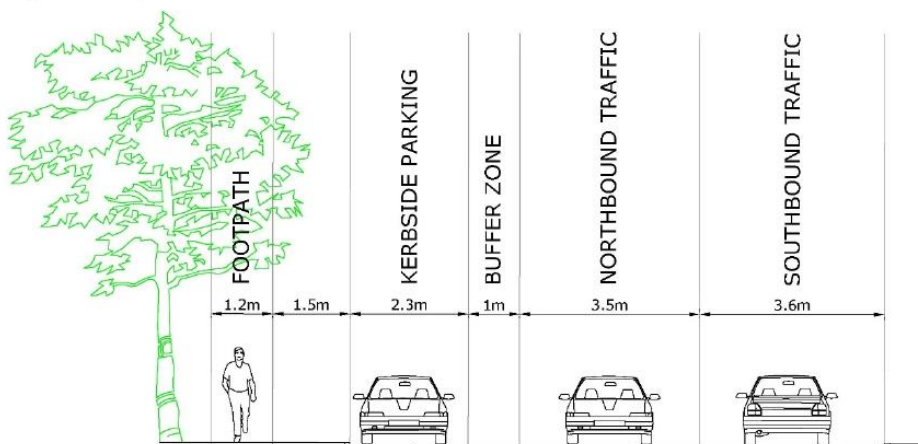 FOOTPATH
KERBSIDE PARKING
BUFFER ZONE
NORTHBOUND TRAFFIC
SOUTHBOUND TRAFFIC
1.2m
1.5m
2.3m
1m
3.5m
3.6m